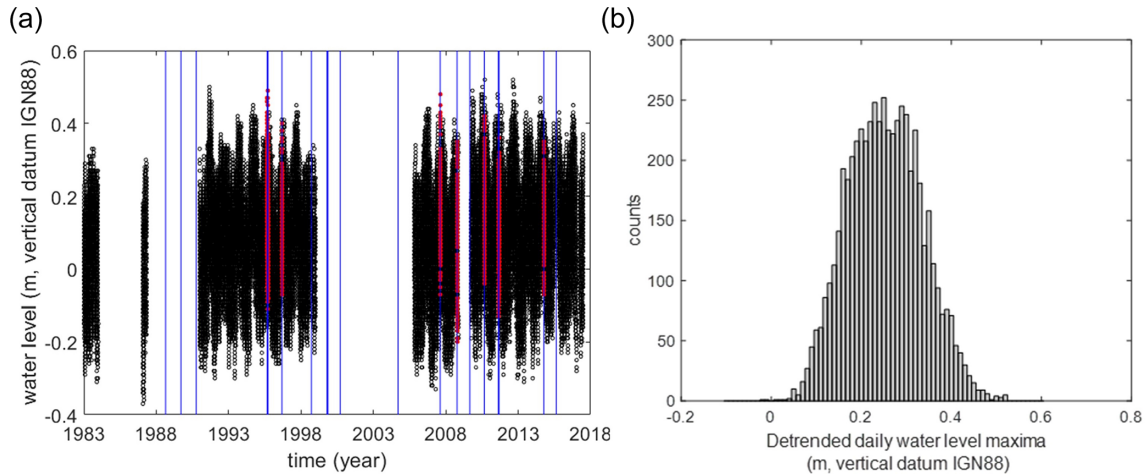 (a)
water level (m, vertical datum IGN88)
0.6
0.4
0.2
0
-0.2
-0.4
1983 1988 1993 1998 2003 2008 2013 2018
time (year)
(b)
counts
300
250
200
150
100
50
0
-0.2 0 0.2 0.4 0.6 0.8
Detrended daily water level maxima
(m, vertical datum IGN88)